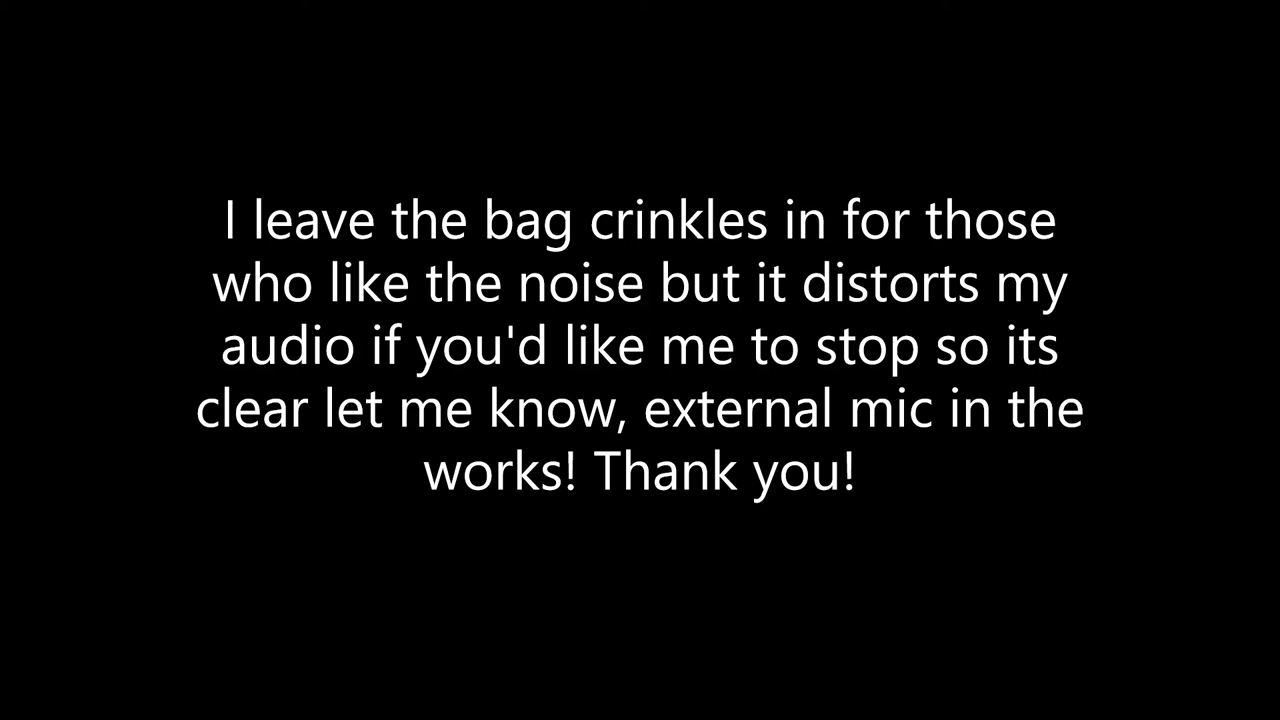 I leave the bag crinkles in for those
who like the noise but it distorts my
audio if you'd like me to stop so its
clear let me know, external mic in the
works! Thank you!